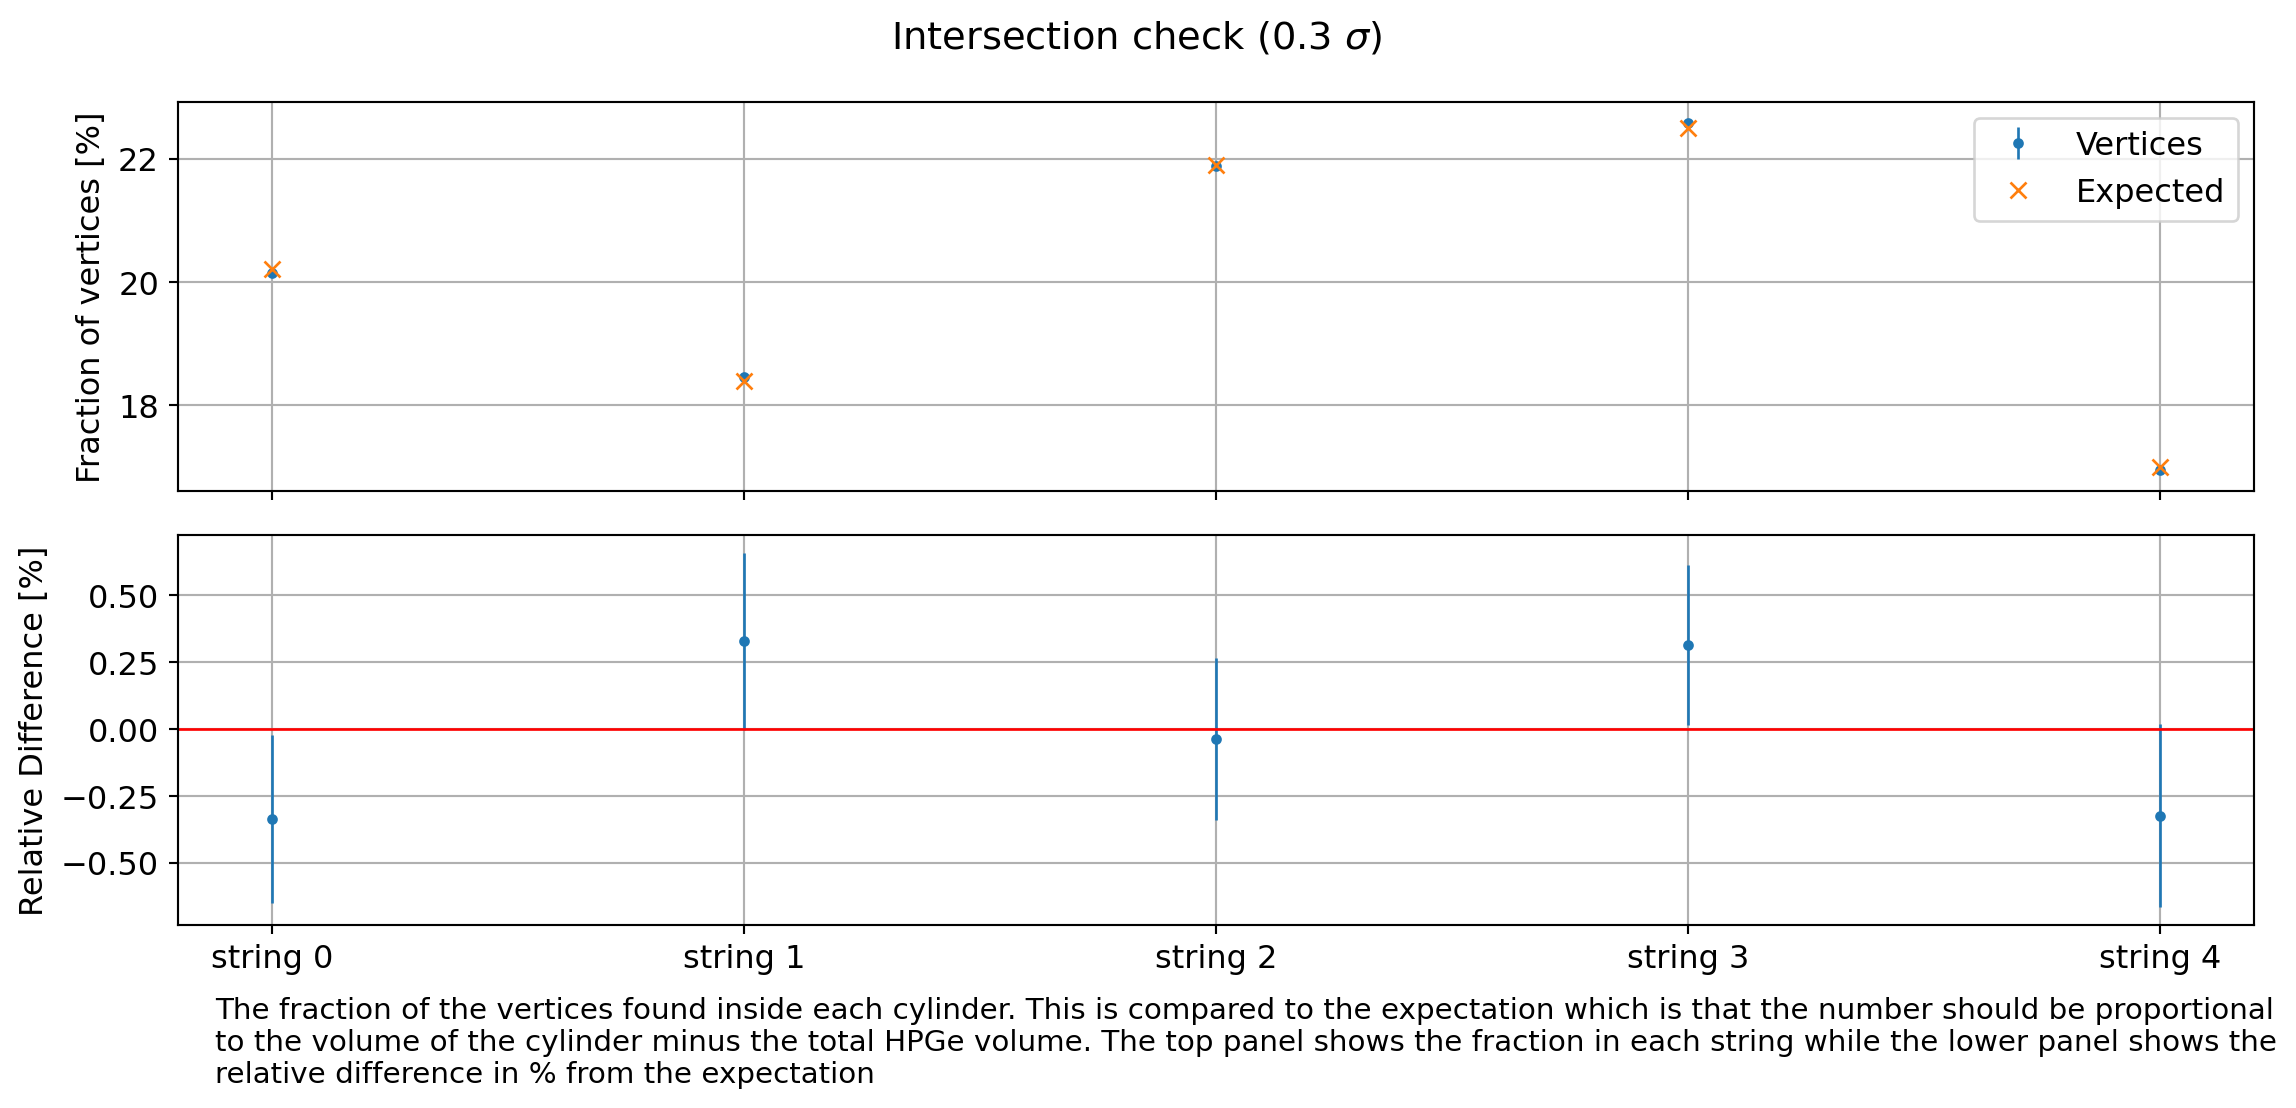 Intersection check (0.3 σ)
Fraction of vertices [%]
22
20
18
Vertices
Expected
Relative Difference [%]
0.50
0.25
0.00
−0.25
−0.50
string 0
string 1
string 2
string 3
string 4
The fraction of the vertices found inside each cylinder. This is compared to the expectation which is that the number should be proportional
to the volume of the cylinder minus the total HPGe volume. The top panel shows the fraction in each string while the lower panel shows the
relative difference in % from the expectation